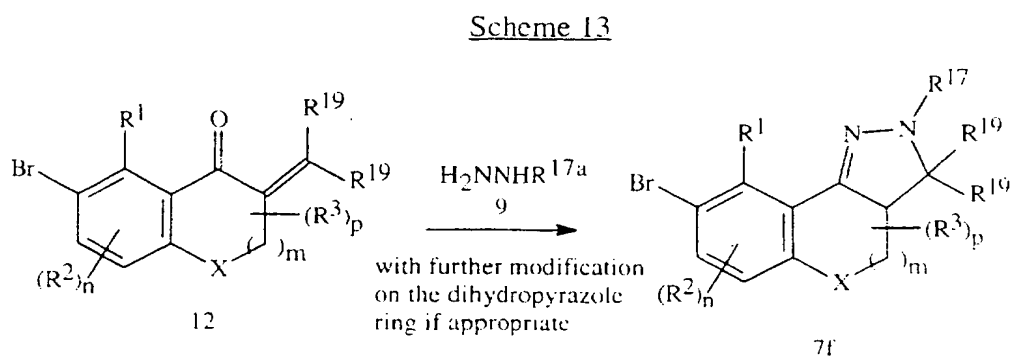 Scheme 13
O
R¹
R¹⁹
R¹⁹
Br
(R³)p
( )m
X
(R²)n
12
H₂NNHR¹⁷ᵃ
9
with further modification
on the dihydropyrazole
ring if appropriate
R¹⁷
N
N
R¹
R¹⁹
R¹⁹
Br
(R³)p
( )m
X
(R²)n
7f